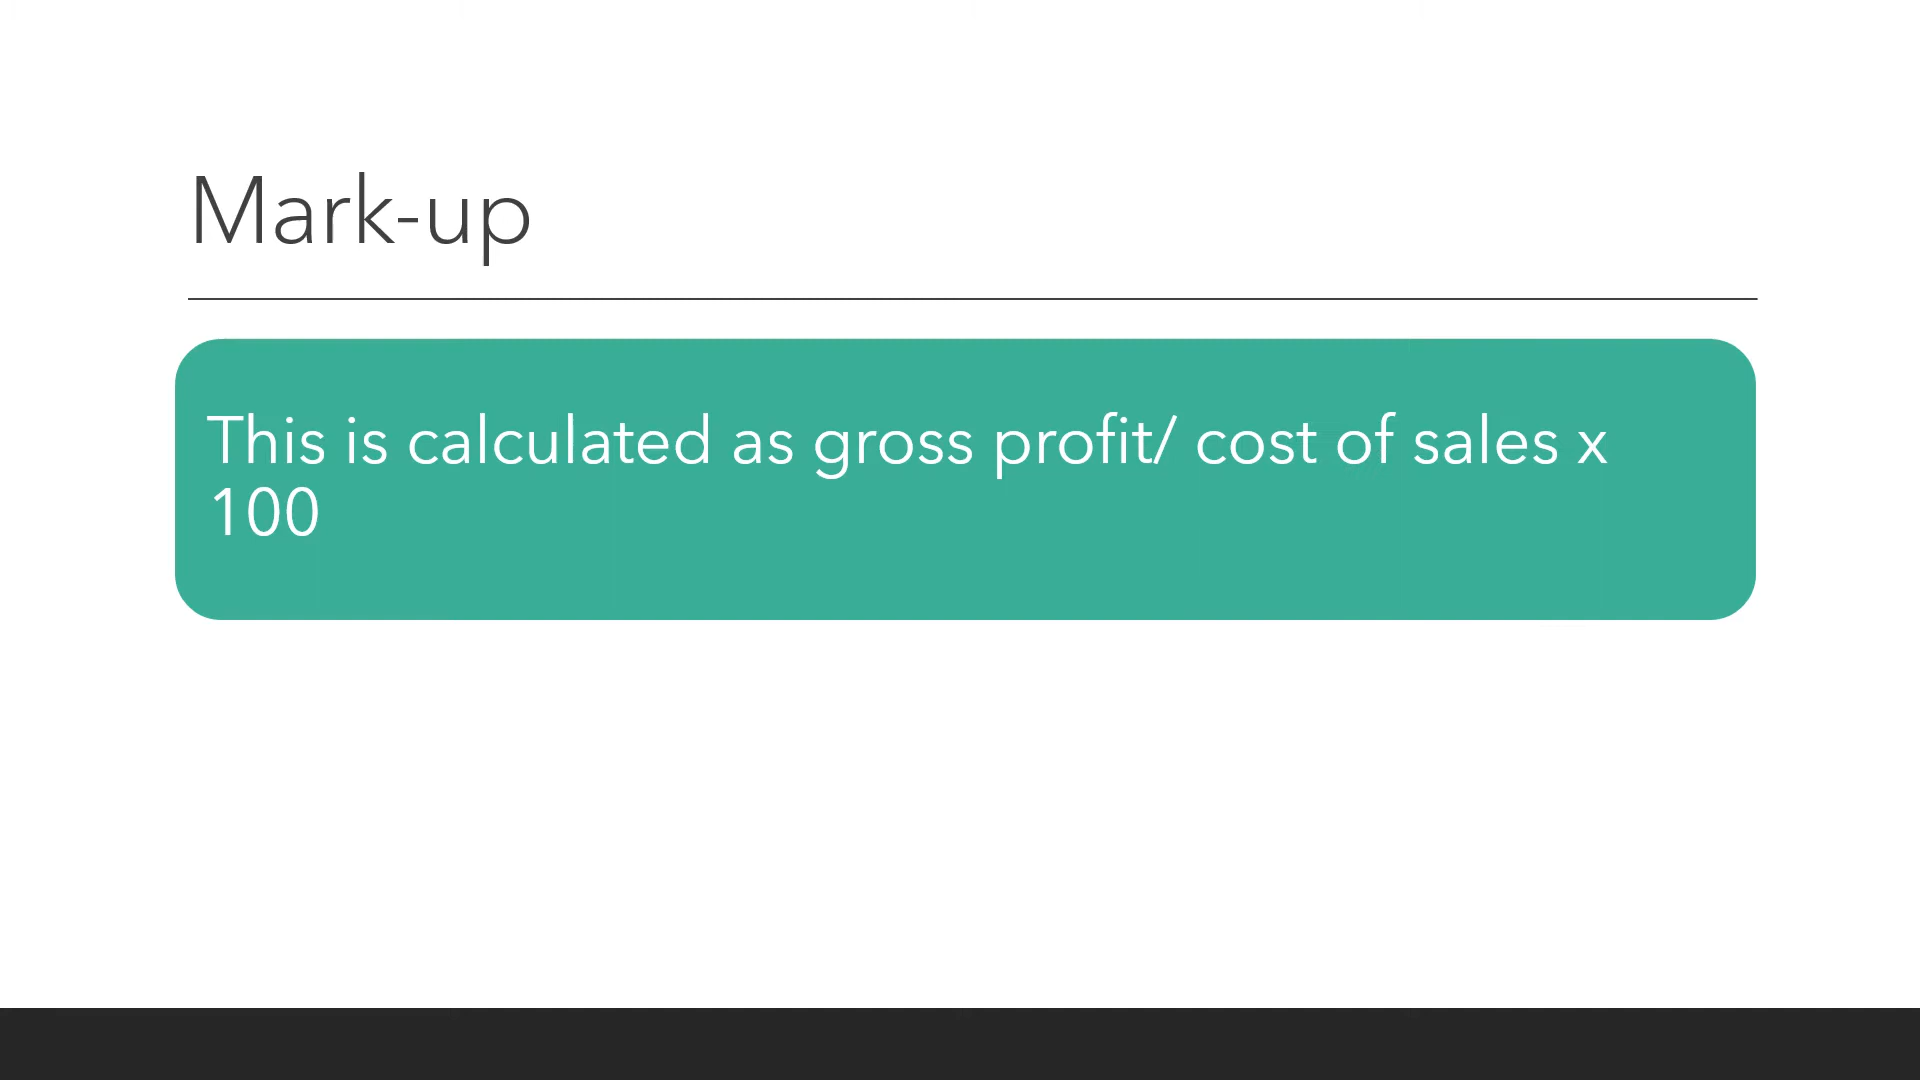 Mark-up
This is calculated as gross profit/ cost of sales x
100